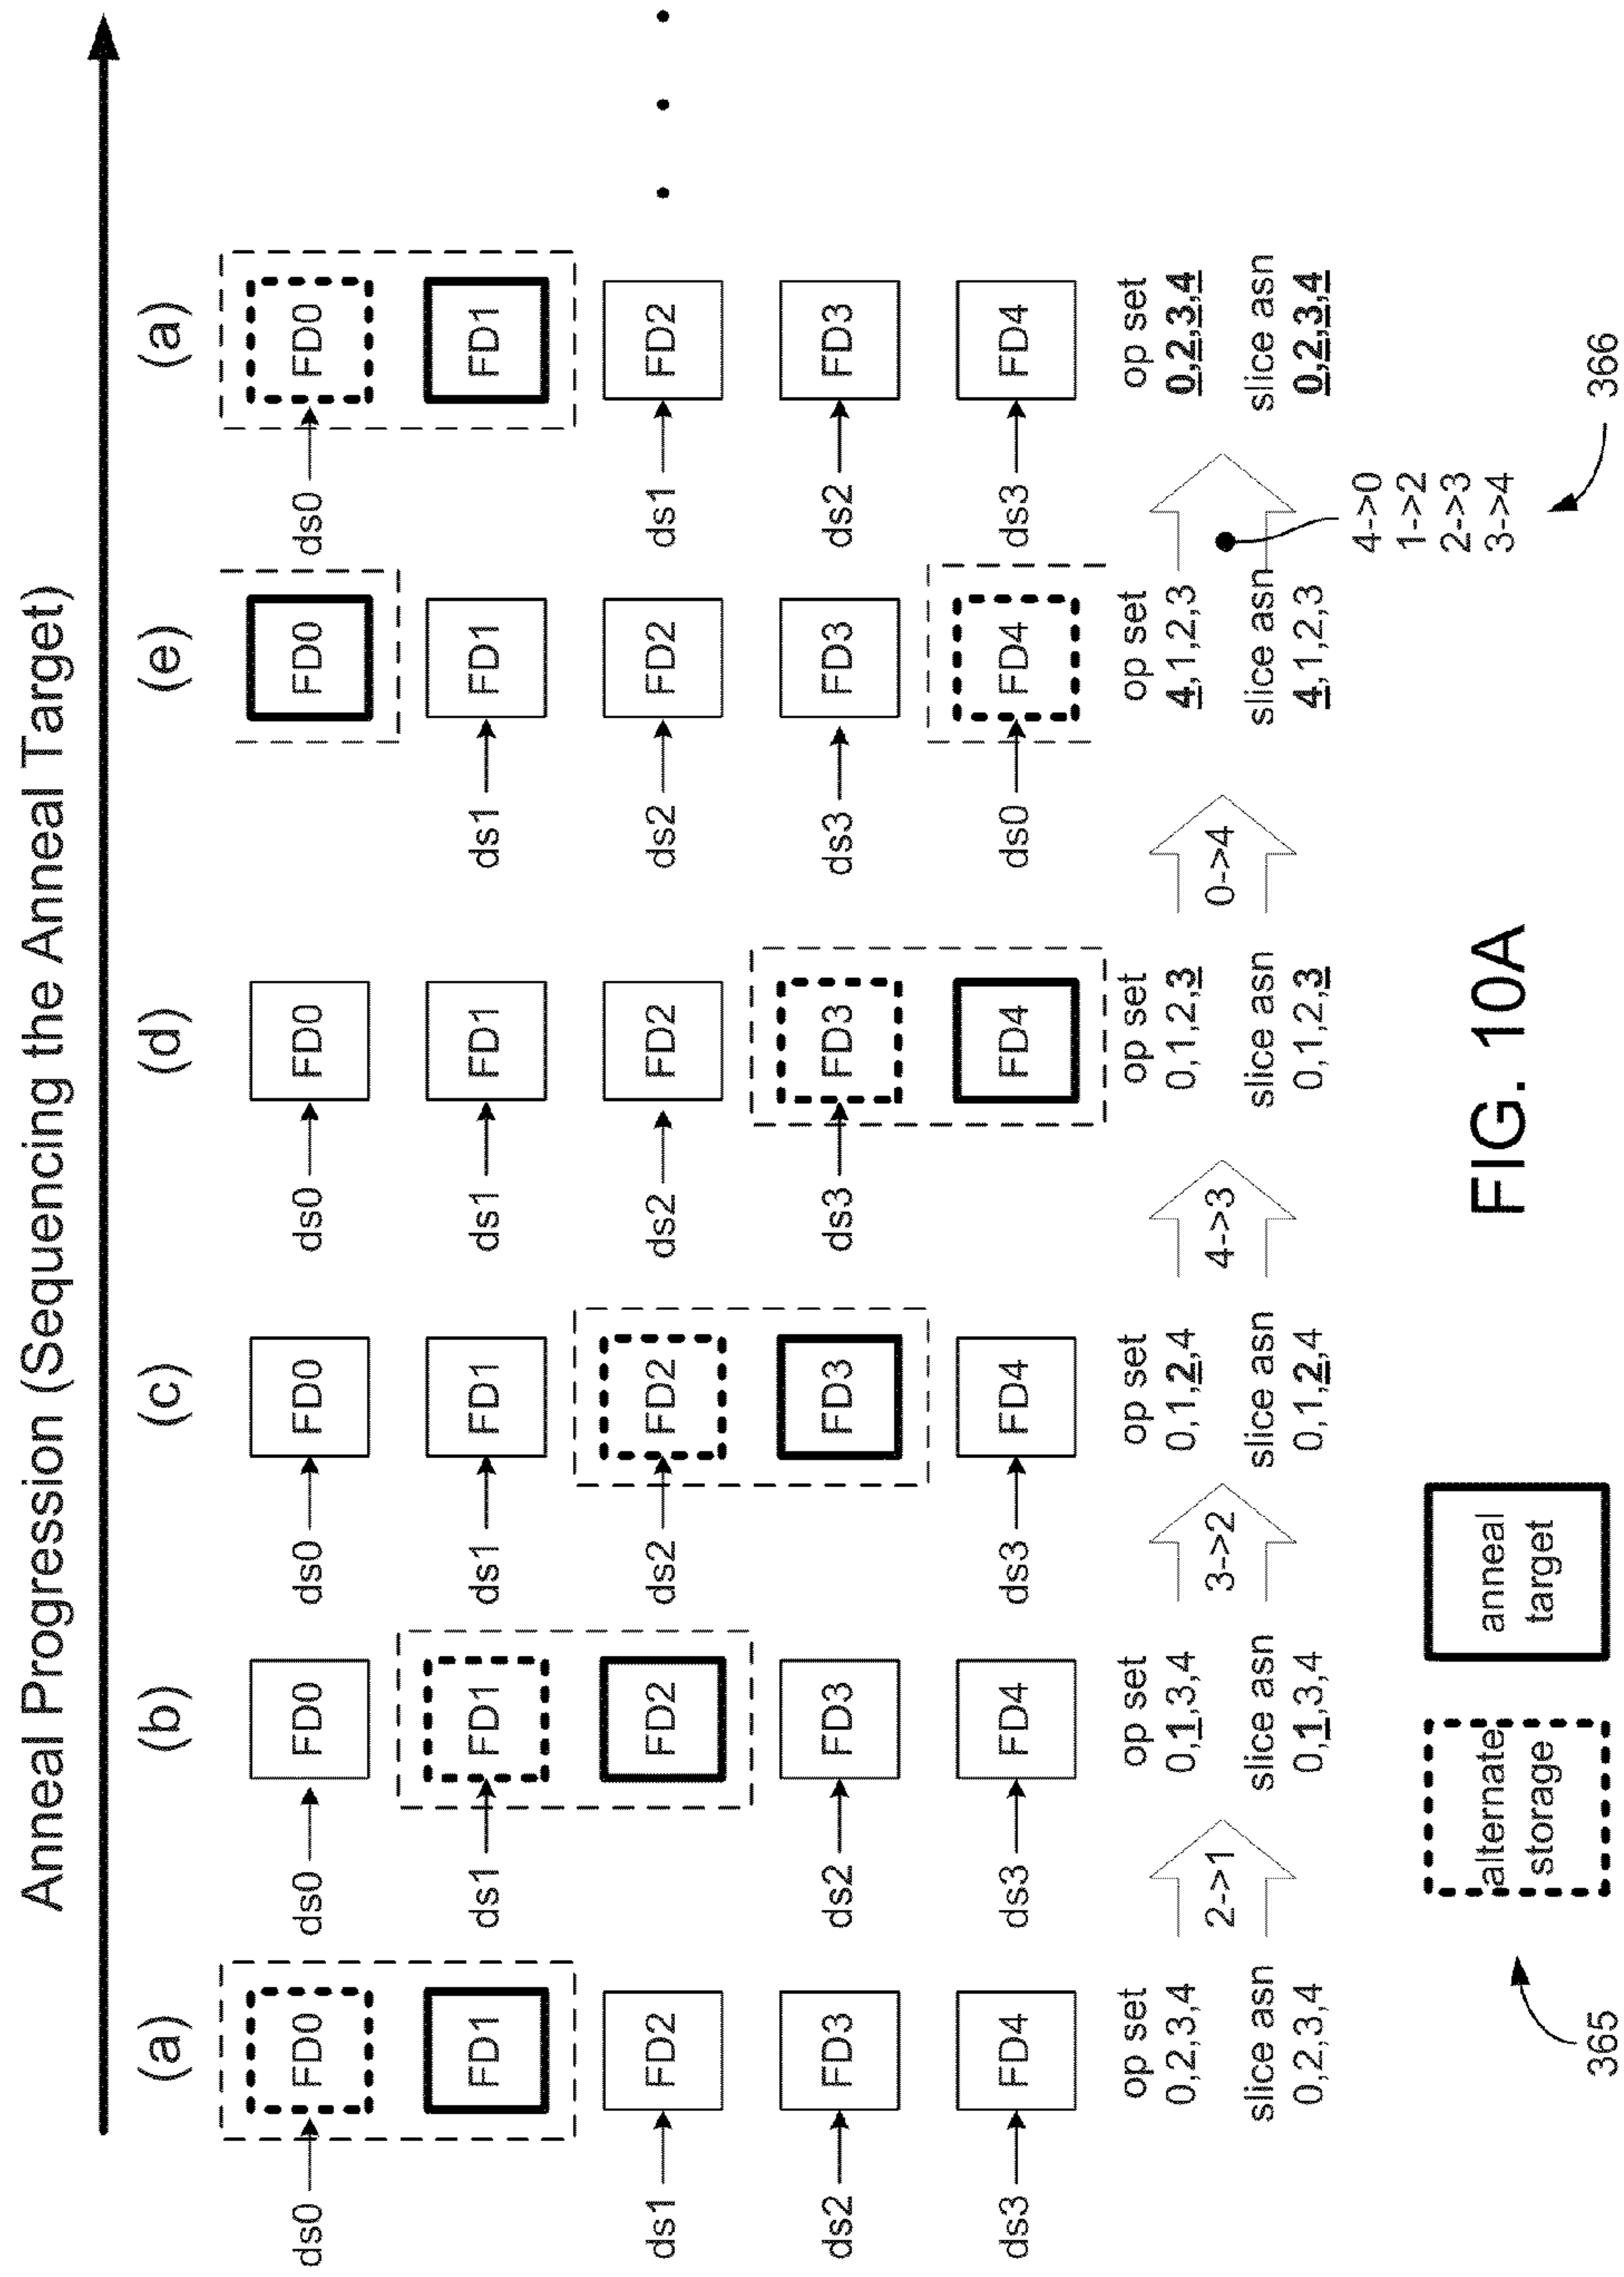 Anneal Progression (Sequencing the Anneal Target)
(a)
ds0
FD0
FD1
ds1
FD2
ds2
FD3
ds3
FD4
op set
0,2,3,4
slice asn
0,2,3,4
2->1
(b)
ds0
FD0
ds1
FD1
FD2
ds2
FD3
ds3
FD4
op set
0,1,3,4
slice asn
0,1,3,4
3->2
(c)
ds0
FD0
ds1
FD1
ds2
FD2
FD3
ds3
FD4
op set
0,1,2,4
slice asn
0,1,2,4
4->3
(d)
ds0
FD0
ds1
FD1
ds2
FD2
ds3
FD3
FD4
op set
0,1,2,3
slice asn
0,1,2,3
0->4
(e)
FD0
ds1
FD1
ds2
FD2
ds3
FD3
ds0
FD4
op set
4,1,2,3
slice asn
4,1,2,3
4->0
1->2
2->3
3->4
366
(a)
ds0
FD0
FD1
ds1
FD2
ds2
FD3
ds3
FD4
op set
0,2,3,4
slice asn
0,2,3,4
365
alternate
storage
anneal
target
FIG. 10A